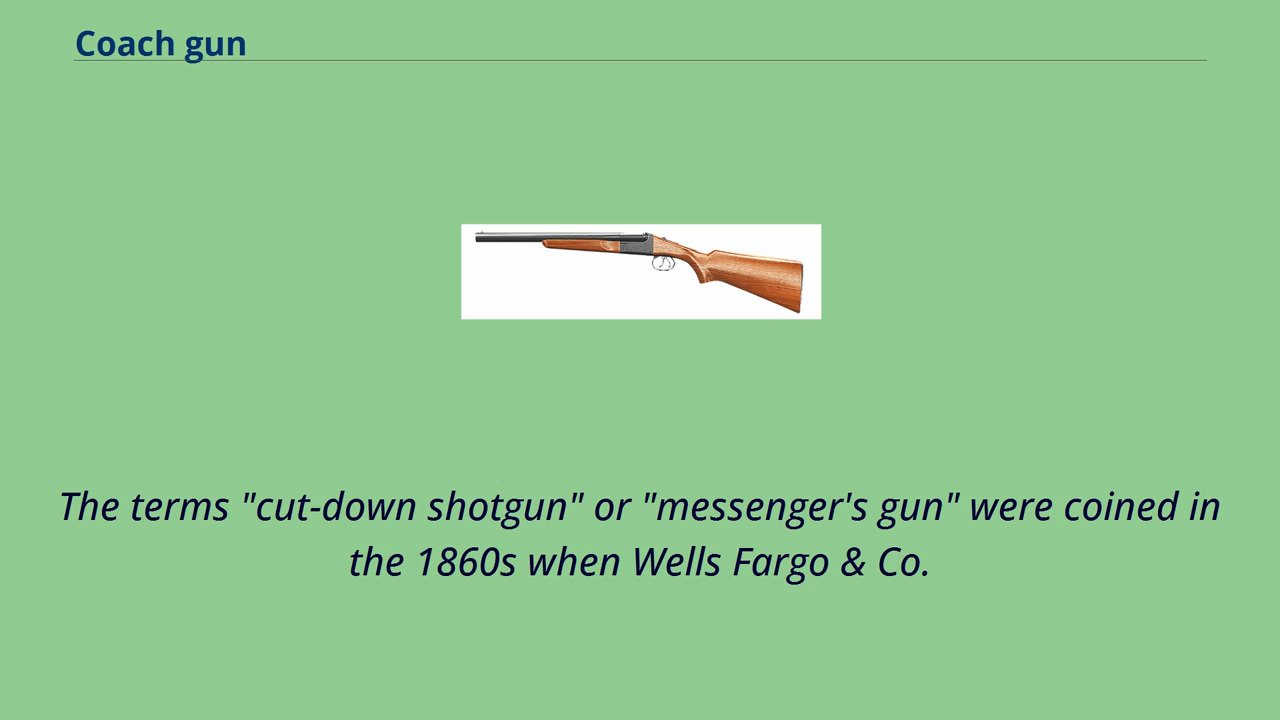 Coach gun
The terms "cut-down shotgun" or "messenger's gun" were coined in
the 1860s when Wells Fargo & Co.